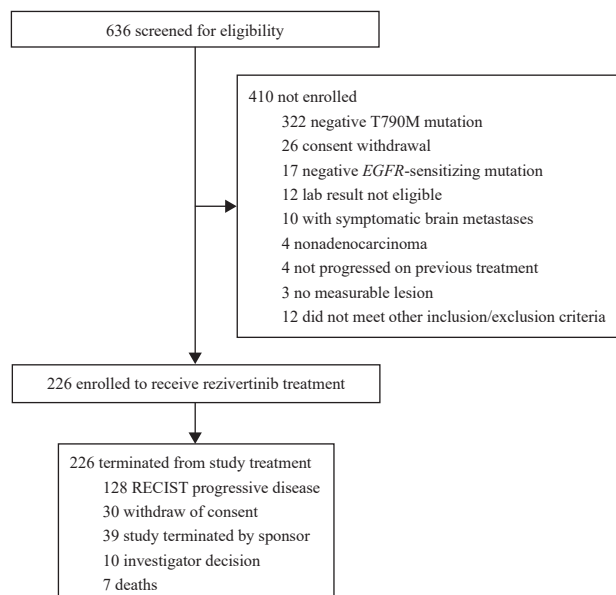 636 screened for eligibility
410 not enrolled
322 negative T790M mutation
26 consent withdrawal
17 negative EGFR-sensitizing mutation
12 lab result not eligible
10 with symptomatic brain metastases
4 nonadenocarcinoma
4 not progressed on previous treatment
3 no measurable lesion
12 did not meet other inclusion/exclusion criteria
226 enrolled to receive rezivertinib treatment
226 terminated from study treatment
128 RECIST progressive disease
30 withdraw of consent
39 study terminated by sponsor
10 investigator decision
7 deaths